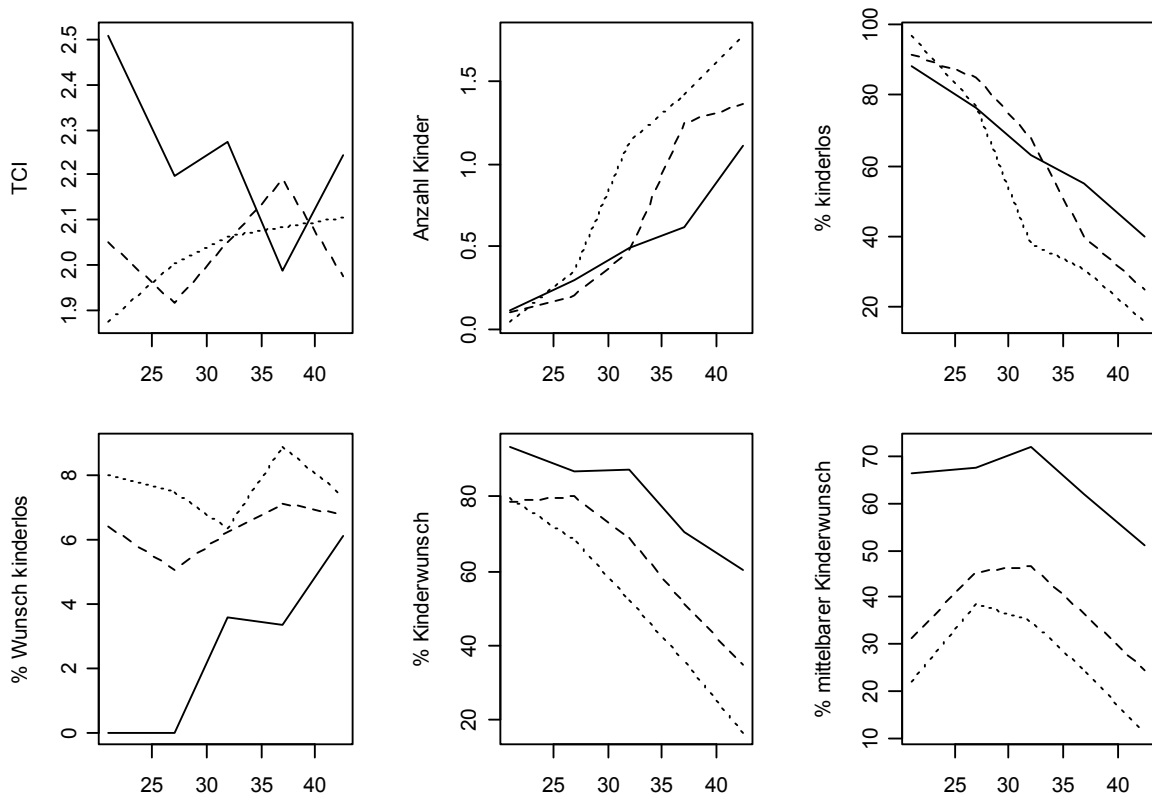 TCI
2.5
2.4
2.3
2.2
2.1
2.0
1.9
25 30 35 40
Anzahl Kinder
1.5
1.0
0.5
0.0
25 30 35 40
% kinderlos
100
80
60
40
20
25 30 35 40
% Wunsch kinderlos
8
6
4
2
0
25 30 35 40
% Kinderwunsch
80
60
40
20
25 30 35 40
% mittelbarer Kinderwunsch
70
60
50
40
30
20
10
25 30 35 40